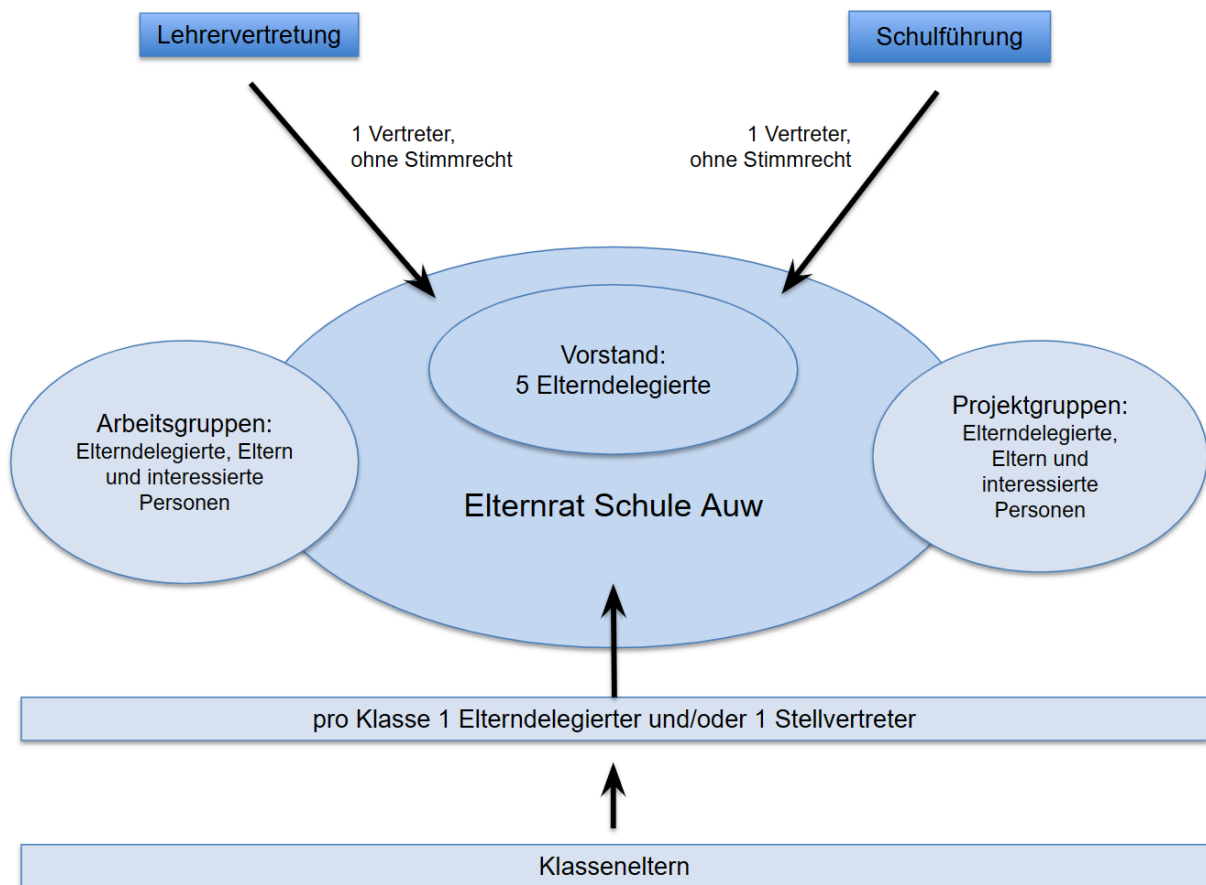 Lehrervertretung
Schulführung
1 Vertreter,
ohne Stimmrecht
1 Vertreter,
ohne Stimmrecht
Vorstand:
5 Elterndelegierte
Arbeitsgruppen:
Elterndelegierte, Eltern
und interessierte
Personen
Projektgruppen:
Elterndelegierte,
Eltern und
interessierte
Personen
Elternrat Schule Auw
pro Klasse 1 Elterndelegierter und/oder 1 Stellvertreter
Klasseneltern